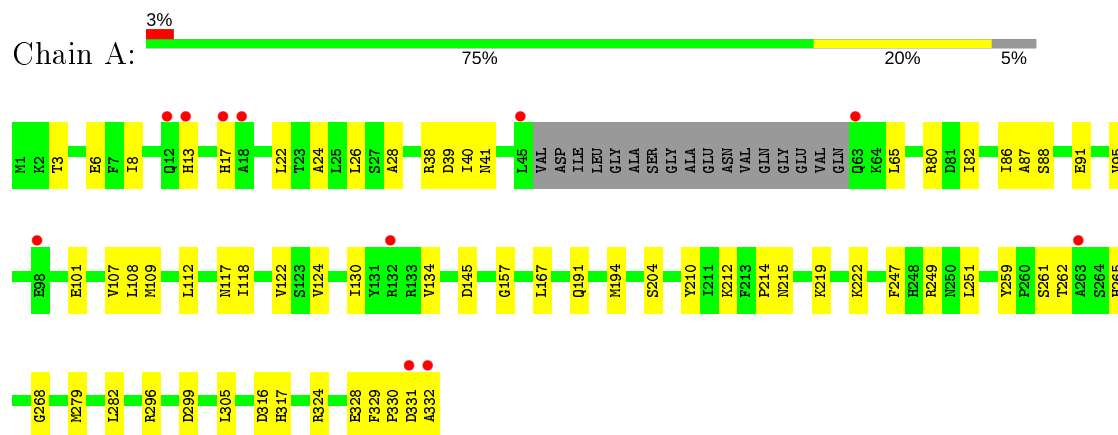 3%
Chain A:
75% 20% 5%
M1 K2 T3 E6 F7 I8 Q12 H13 H17 A18 L22 T23 A24 L25 L26 S27 A28 R38 D39 I40 N41 L45 VAL ASP ILE LEU GLY ALA SER GLY ALA GLU ASN VAL GLN GLY GLU VAL GLN Q63 K64 L65 R80 D81 I82 I86 A87 S88 E91 V95
E98 E101 V107 L108 M109 L112 N117 I118 V122 S123 V124 I130 Y131 R132 R133 V134 D145 G157 L167 Q191 M194 S204 Y210 I211 K212 F213 P214 N215 K219 K222 F247 H248 R249 N250 L251 Y259 P260 S261 T262 A263 S264 H265
G268 M279 L282 R296 D299 L305 D316 H317 R324 E328 F329 P330 D331 A332